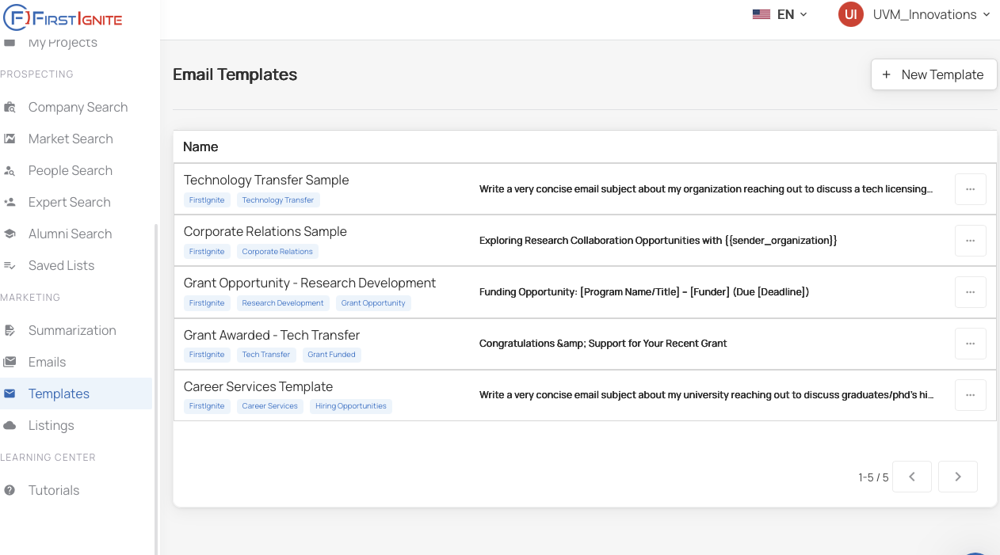 FIRSTIGNITE
EN
UI
UVM_Innovations
My Projects
PROSPECTING
Company Search
Market Search
People Search
Expert Search
Alumni Search
Saved Lists
MARKETING
Summarization
Emails
Templates
Listings
LEARNING CENTER
Tutorials
Email Templates
+ New Template
Name
Technology Transfer Sample
FirstIgnite Technology Transfer
Write a very concise email subject about my organization reaching out to discuss a tech licensing...
Corporate Relations Sample
FirstIgnite Corporate Relations
Exploring Research Collaboration Opportunities with {{sender_organization}}
Grant Opportunity - Research Development
FirstIgnite Research Development Grant Opportunity
Funding Opportunity: [Program Name/Title] – [Funder] (Due [Deadline])
Grant Awarded - Tech Transfer
FirstIgnite Tech Transfer Grant Funded
Congratulations &amp; Support for Your Recent Grant
Career Services Template
FirstIgnite Career Services Hiring Opportunities
Write a very concise email subject about my university reaching out to discuss graduates/phd's hi...
1-5 / 5